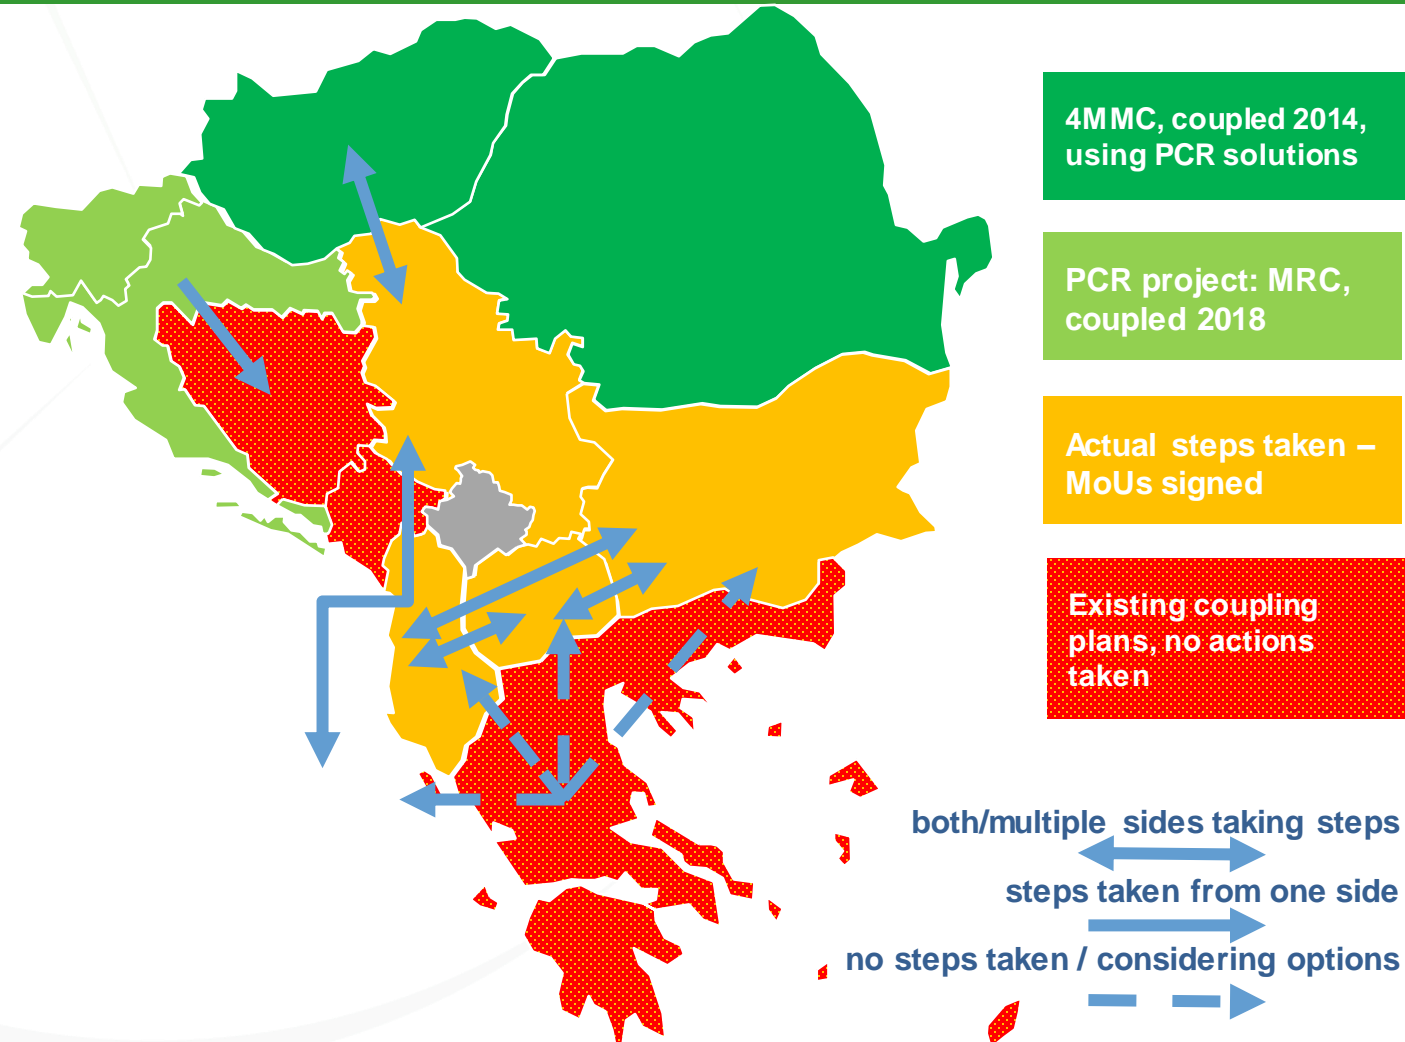 4MMC, coupled 2014,
using PCR solutions
PCR project: MRC,
coupled 2018
Actual steps taken –
MoUs signed
Existing coupling
plans, no actions
taken
both/multiple sides taking steps
steps taken from one side
no steps taken / considering options